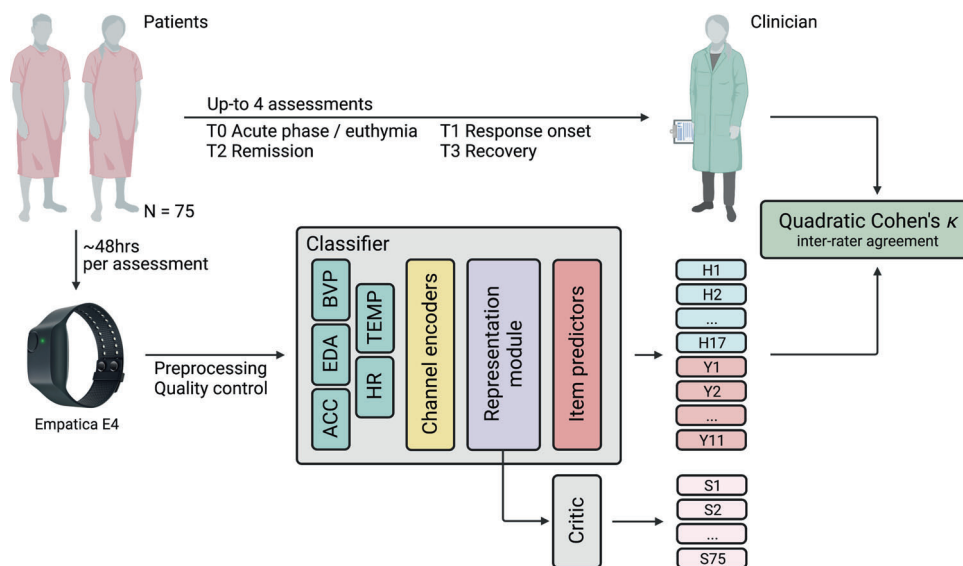 Patients
Clinician
Up-to 4 assessments
T0 Acute phase / euthymia
T1 Response onset
T2 Remission
T3 Recovery
N = 75
~48hrs
per assessment
Empatica E4
Preprocessing
Quality control
Classifier
BVP
EDA
ACC
TEMP
HR
Channel encoders
Representation
module
Item predictors
Critic
H1
H2
...
H17
Y1
Y2
...
Y11
S1
S2
...
S75
Quadratic Cohen's κ
inter-rater agreement